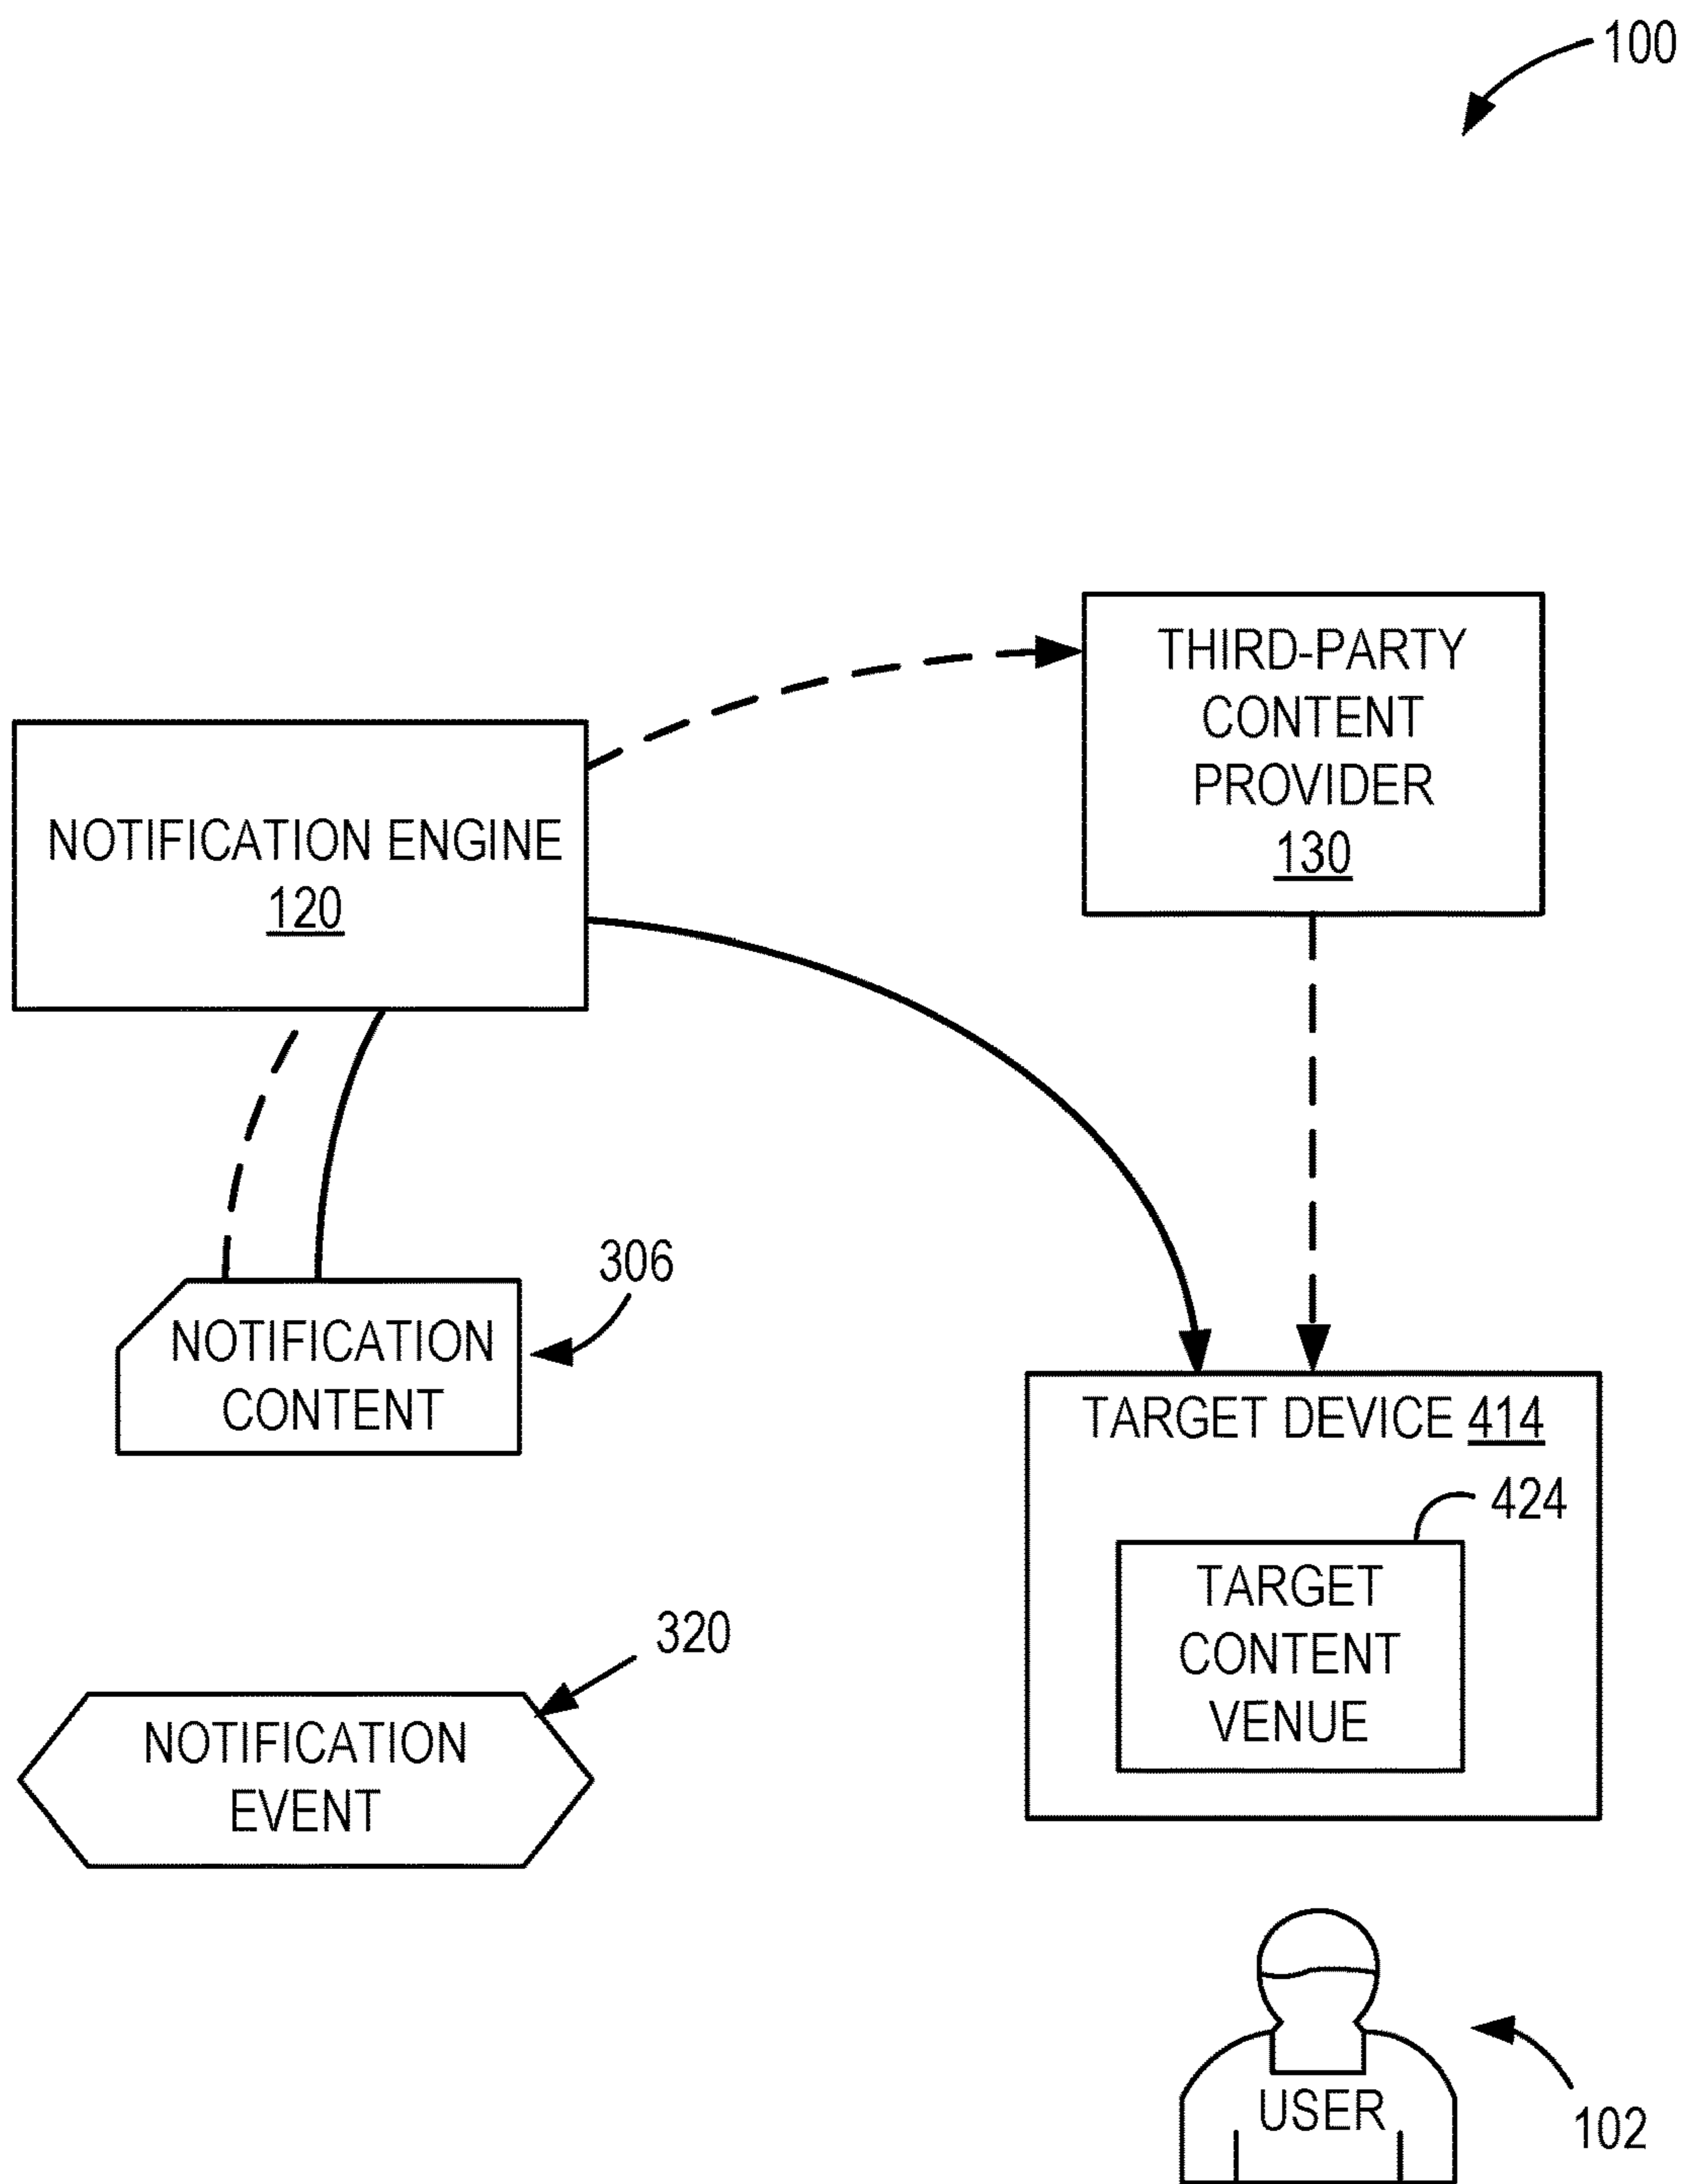 100
THIRD-PARTY
CONTENT
PROVIDER
130
NOTIFICATION ENGINE
120
306
NOTIFICATION
CONTENT
TARGET DEVICE 414
424
TARGET
CONTENT
VENUE
320
NOTIFICATION
EVENT
USER
102